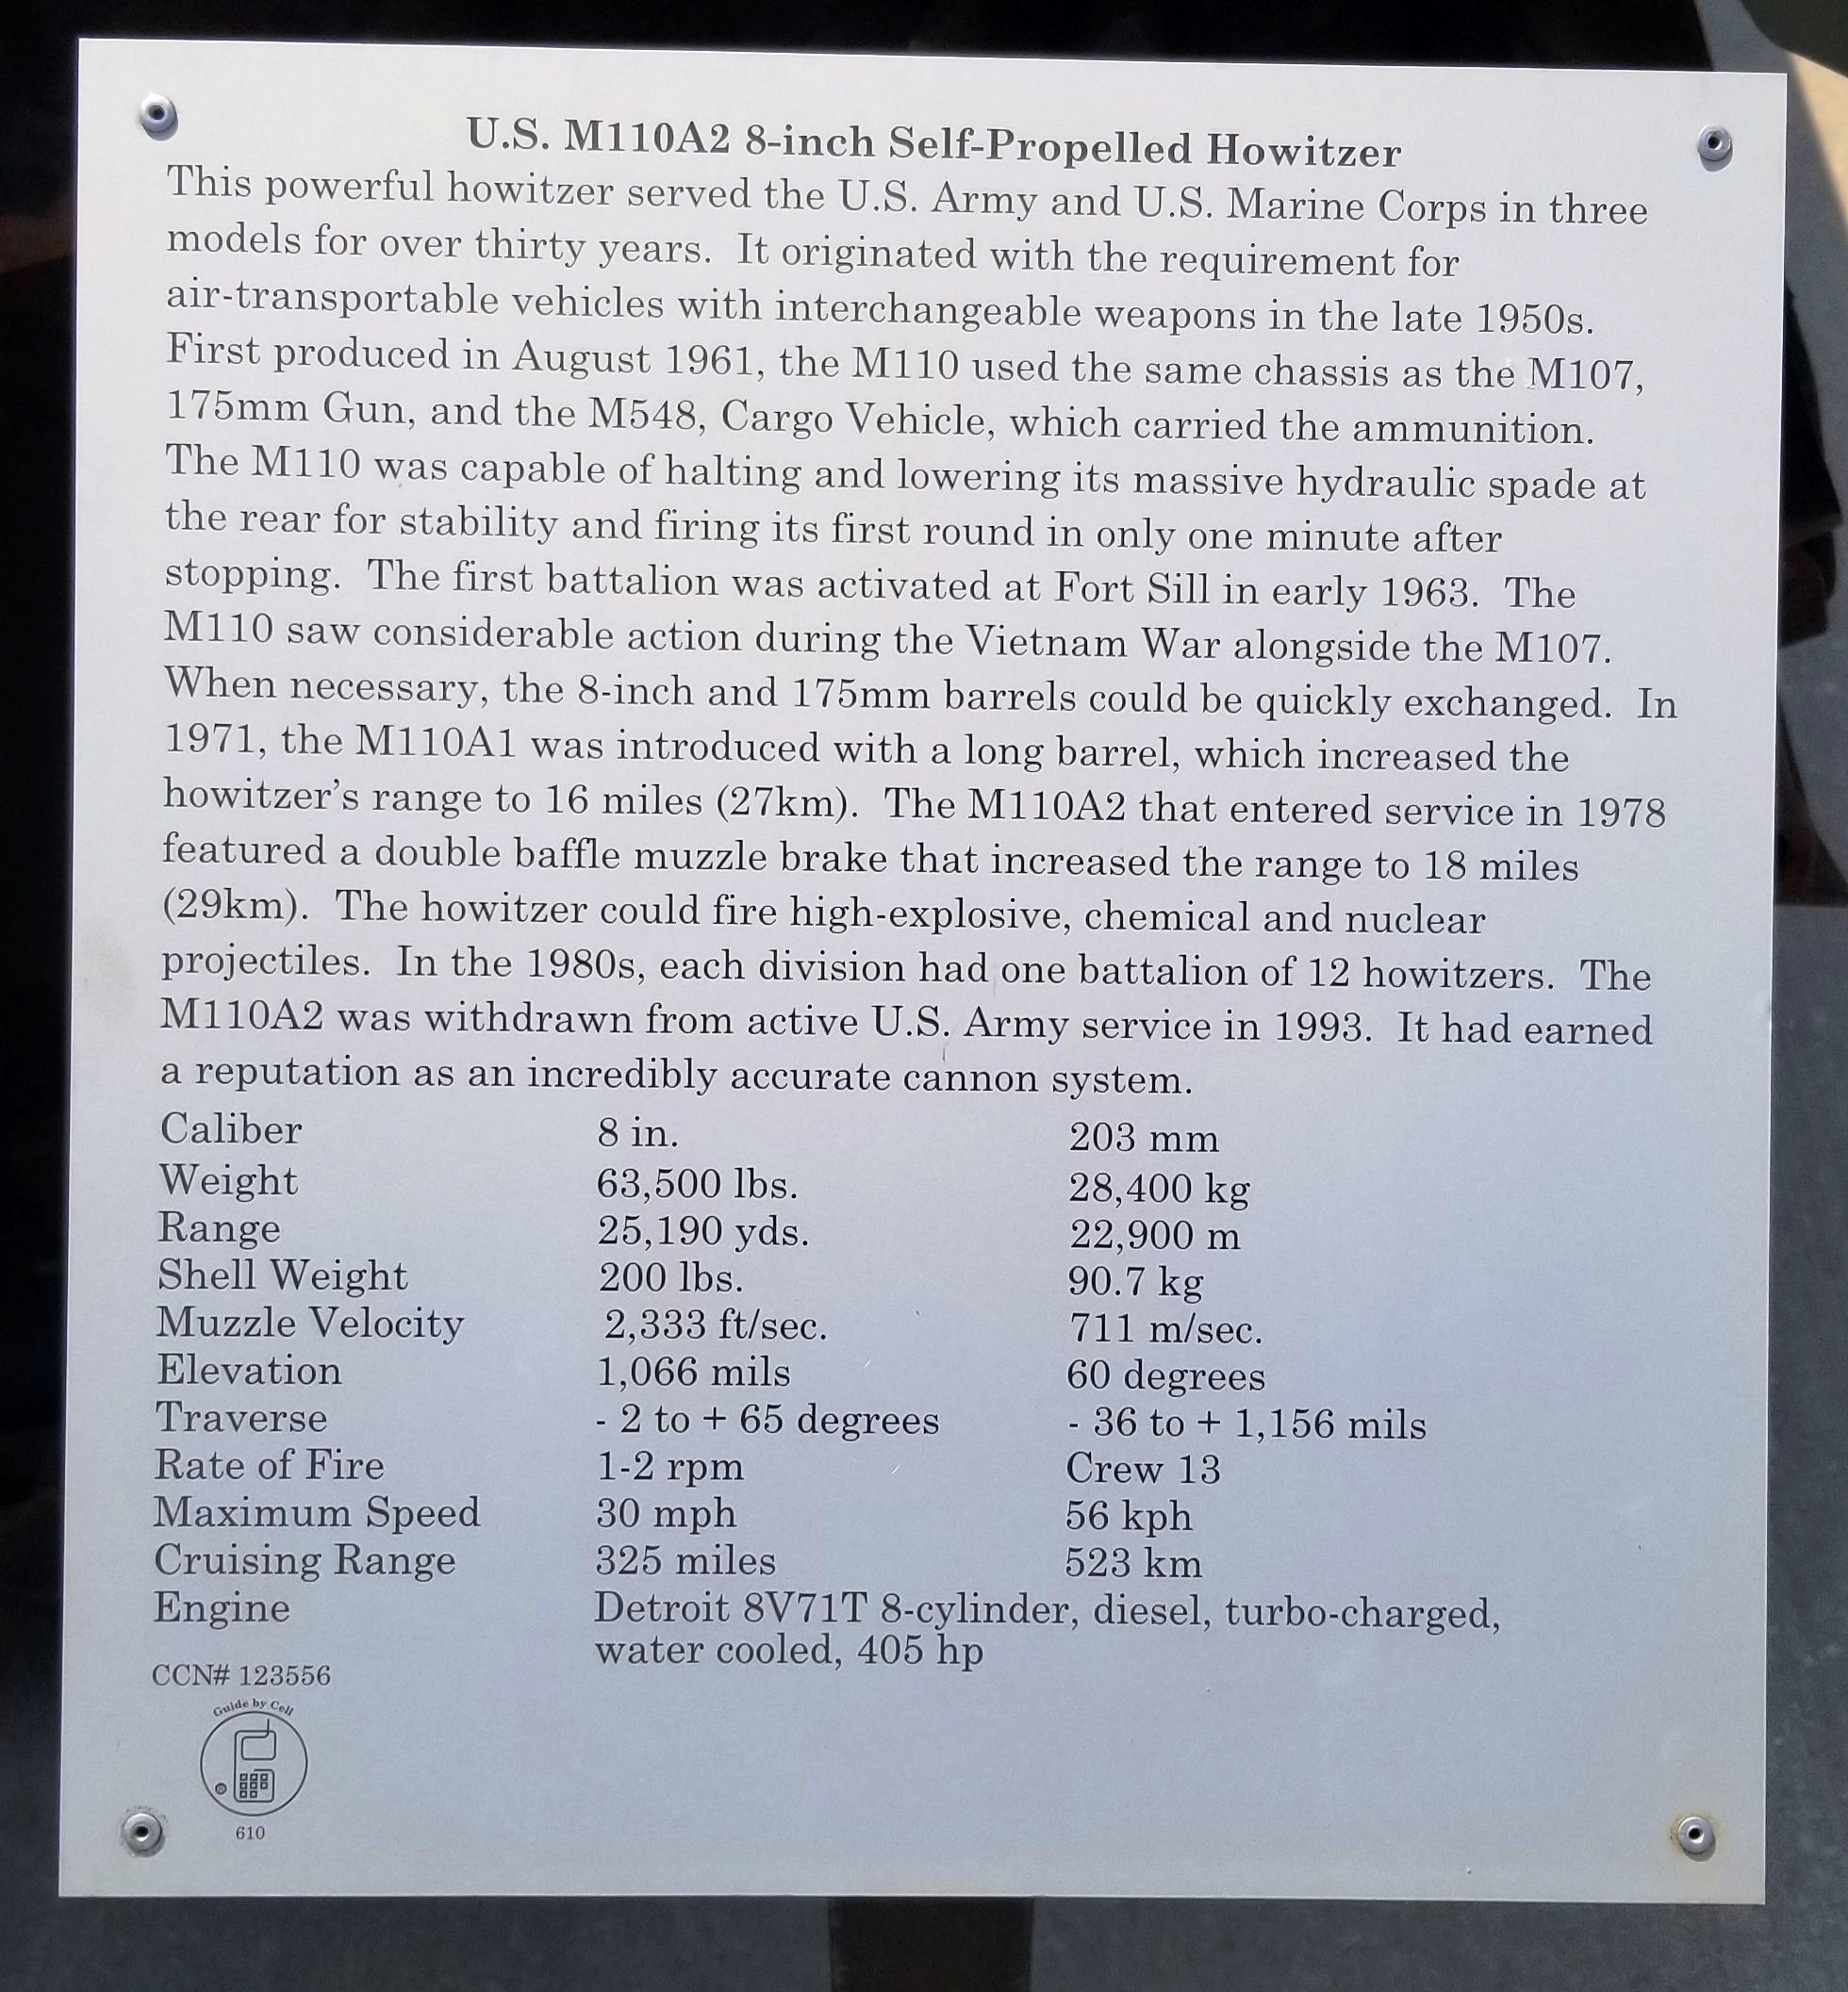 U.S. M110A2 8-inch Self-Propelled Howitzer
This powerful howitzer served the U.S. Army and U.S. Marine Corps in three
models for over thirty years.  It originated with the requirement for
air-transportable vehicles with interchangeable weapons in the late 1950s.
First produced in August 1961, the M110 used the same chassis as the M107,
175mm Gun, and the M548, Cargo Vehicle, which carried the ammunition.
The M110 was capable of halting and lowering its massive hydraulic spade at
the rear for stability and firing its first round in only one minute after
stopping.  The first battalion was activated at Fort Sill in early 1963.  The
M110 saw considerable action during the Vietnam War alongside the M107.
When necessary, the 8-inch and 175mm barrels could be quickly exchanged.  In
1971, the M110A1 was introduced with a long barrel, which increased the
howitzer's range to 16 miles (27km).  The M110A2 that entered service in 1978
featured a double baffle muzzle brake that increased the range to 18 miles
(29km).  The howitzer could fire high-explosive, chemical and nuclear
projectiles.  In the 1980s, each division had one battalion of 12 howitzers.  The
M110A2 was withdrawn from active U.S. Army service in 1993.  It had earned
a reputation as an incredibly accurate cannon system.
Caliber 8 in. 203 mm
Weight 63,500 lbs. 28,400 kg
Range 25,190 yds. 22,900 m
Shell Weight 200 lbs. 90.7 kg
Muzzle Velocity 2,333 ft/sec. 711 m/sec.
Elevation 1,066 mils 60 degrees
Traverse - 2 to + 65 degrees - 36 to + 1,156 mils
Rate of Fire 1-2 rpm Crew 13
Maximum Speed 30 mph 56 kph
Cruising Range 325 miles 523 km
Engine Detroit 8V71T 8-cylinder, diesel, turbo-charged,
water cooled, 405 hp
CCN# 123556
Guide by Cell
610